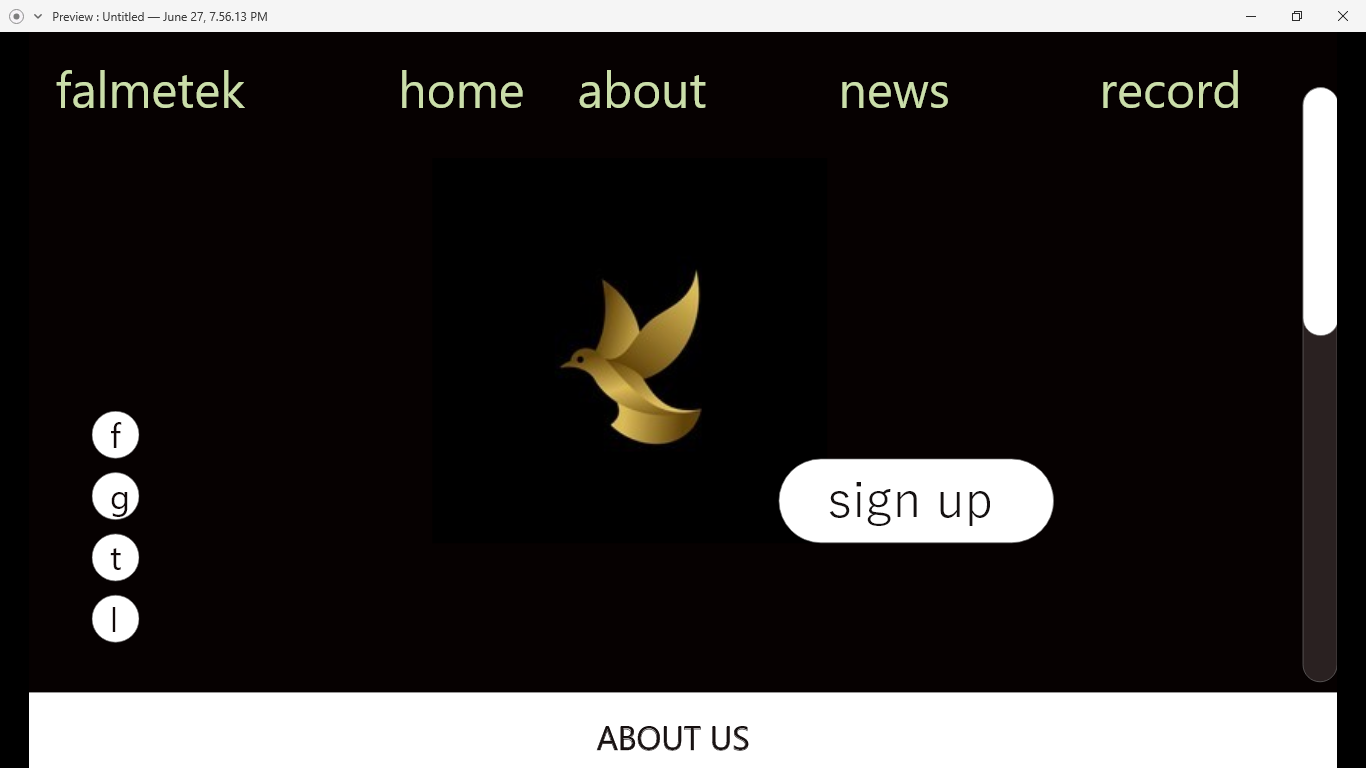 Preview : Untitled — June 27, 7.56.13 PM
falmetek home about news record
f
g
sign up
t
l
ABOUT US